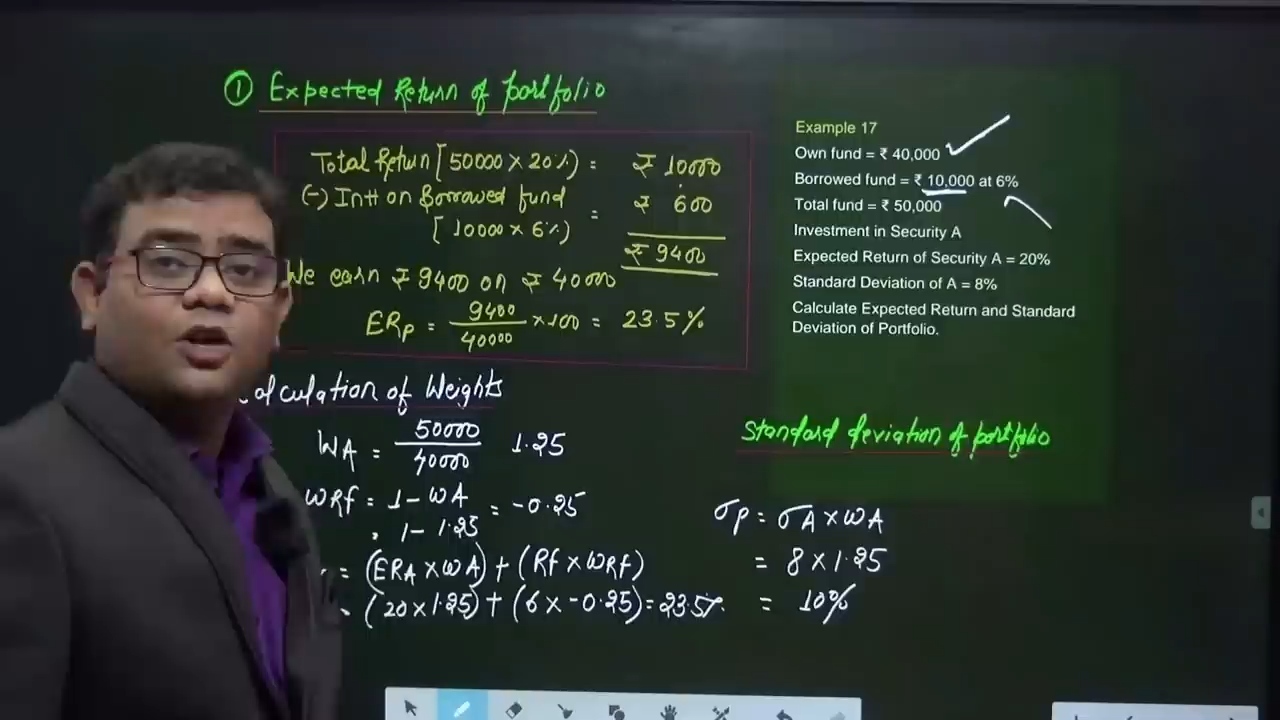 ① Expected Return of portfolio
Total Return [50000 × 20%) = ₹ 10000
(-) Intt on Borrowed fund
[10000 × 6%) = ₹ 600
₹ 9400
We earn ₹ 9400 on ₹ 40000
ERp = 9400/40000 ×100 = 23.5%
alculation of Weights
WA = 50000/40000 1.25
WRf = 1 - WA = -0.25
= 1 - 1.25
= (ERA × WA) + (Rf × WRf)
= (20 × 1.25) + (6 × -0.25) = 23.5%
Example 17
Own fund = ₹ 40,000
Borrowed fund = ₹ 10,000 at 6%
Total fund = ₹ 50,000
Investment in Security A
Expected Return of Security A = 20%
Standard Deviation of A = 8%
Calculate Expected Return and Standard
Deviation of Portfolio.
Standard deviation of portfolio
σp = σA × WA
= 8 × 1.25
= 10%